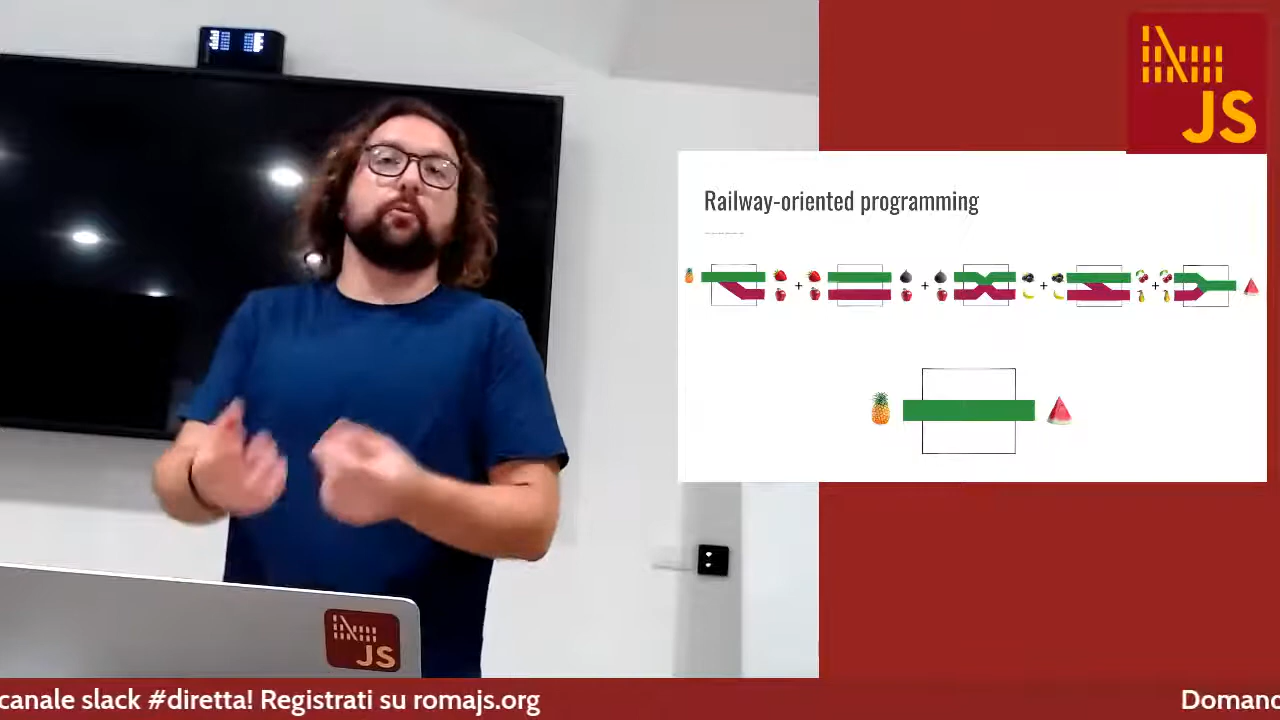 JS
Railway-oriented programming
+ + + +
JS
canale slack #diretta! Registrati su romajs.org
Domand